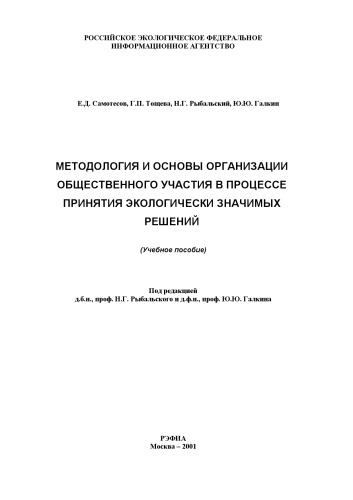 РОССИЙСКОЕ ЭКОЛОГИЧЕСКОЕ ФЕДЕРАЛЬНОЕ
ИНФОРМАЦИОННОЕ АГЕНТСТВО
Е.Д. Самотесов, Г.П. Тощева, Н.Г. Рыбальский, Ю.Ю. Галкин
МЕТОДОЛОГИЯ И ОСНОВЫ ОРГАНИЗАЦИИ
ОБЩЕСТВЕННОГО УЧАСТИЯ В ПРОЦЕССЕ
ПРИНЯТИЯ ЭКОЛОГИЧЕСКИ ЗНАЧИМЫХ
РЕШЕНИЙ
(Учебное пособие)
Под редакцией
д.б.н., проф. Н.Г. Рыбальского и д.ф.н., проф. Ю.Ю. Галкина
РЭФИА
Москва – 2001